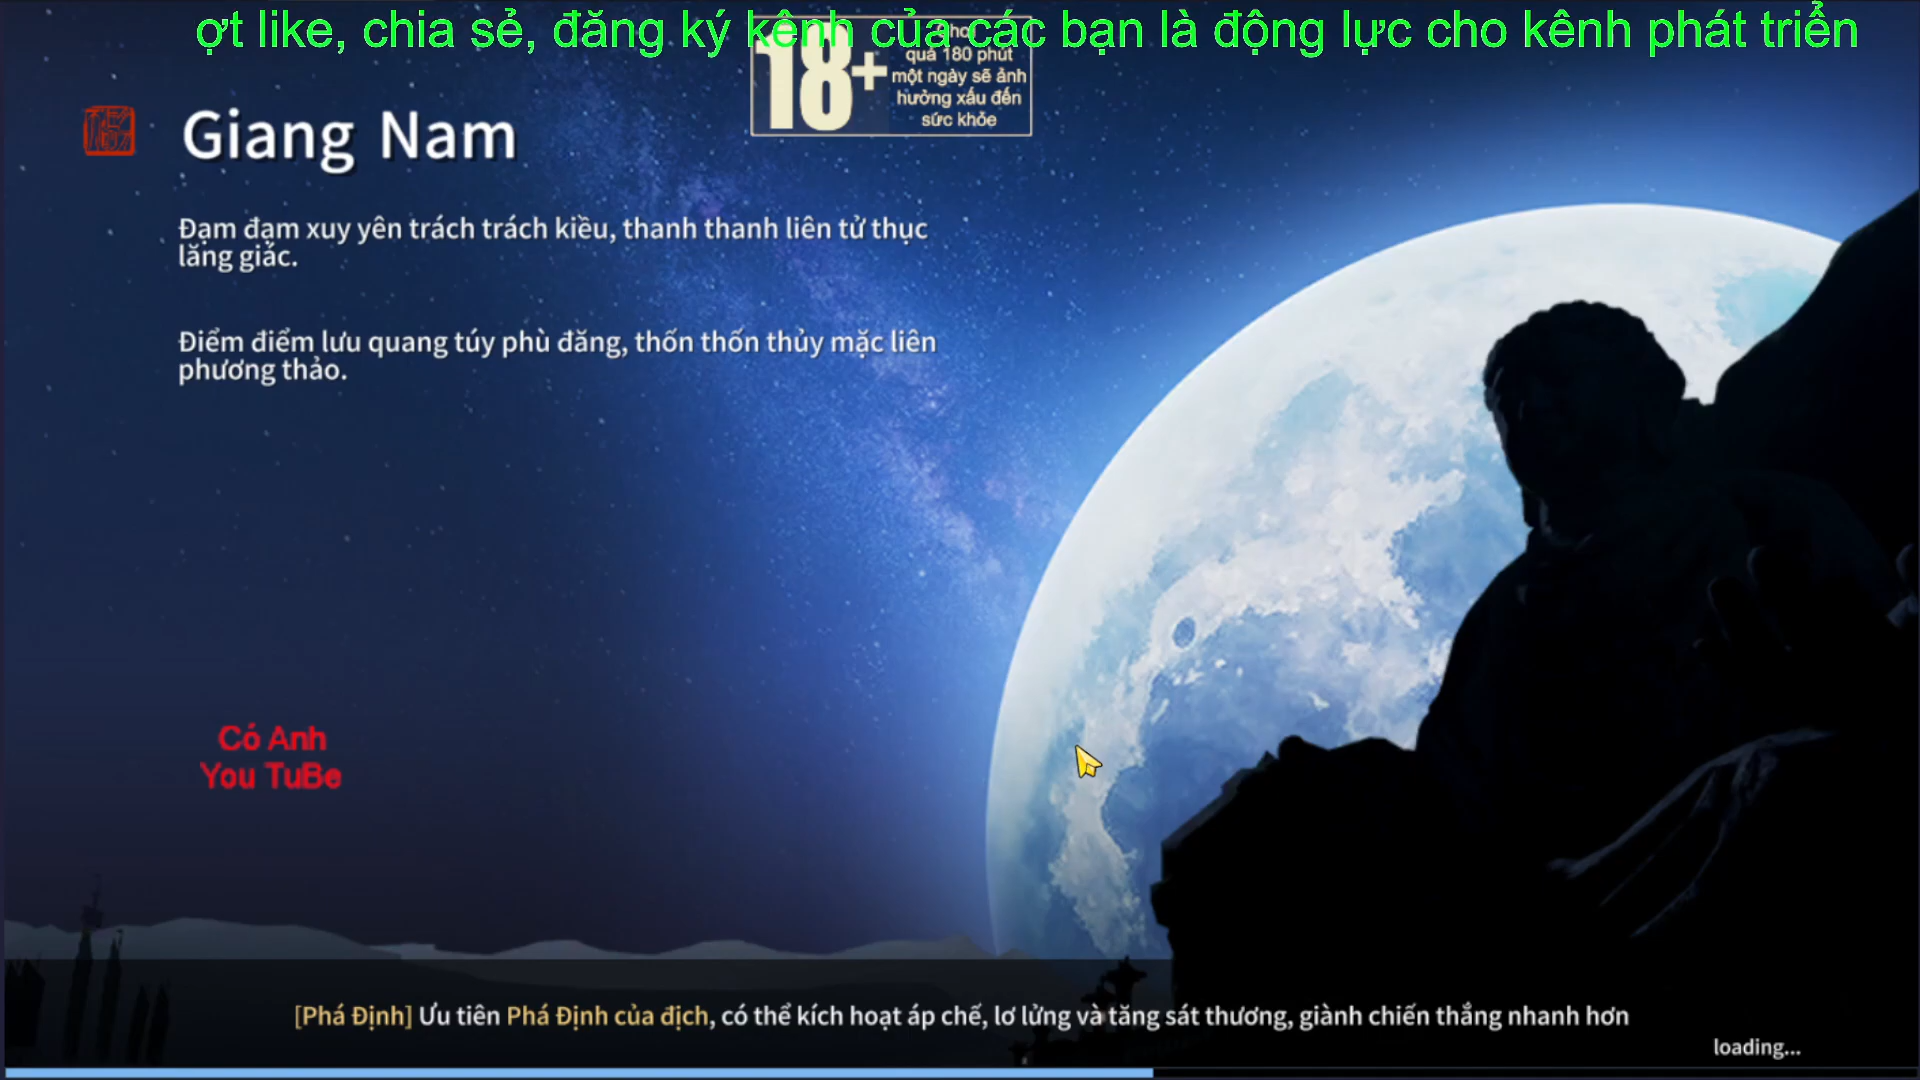 ợt like, chia sẻ, đăng ký kênh của các bạn là động lực cho kênh phát triển
18+
quá 180 phút
một ngày sẽ ảnh
hưởng xấu đến
sức khỏe
Giang Nam
Đạm đạm xuy yên trách trách kiều, thanh thanh liên tử thục
lăng giác.
Điểm điểm lưu quang túy phù đăng, thốn thốn thủy mặc liên
phương thảo.
Có Anh
You TuBe
[Phá Định] Ưu tiên Phá Định của địch, có thể kích hoạt áp chế, lơ lửng và tăng sát thương, giành chiến thắng nhanh hơn
loading...